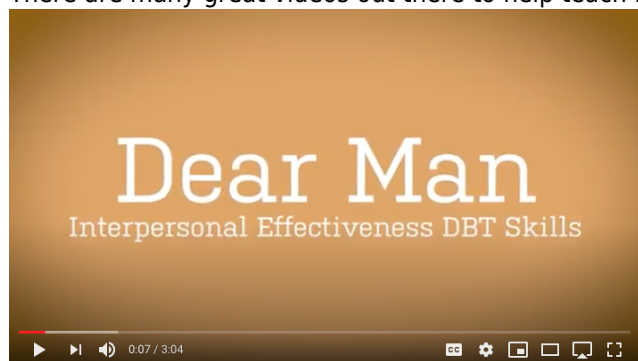 There are many great videos out there to help teach
Dear Man
Interpersonal Effectiveness DBT Skills
0:07 / 3:04
CC